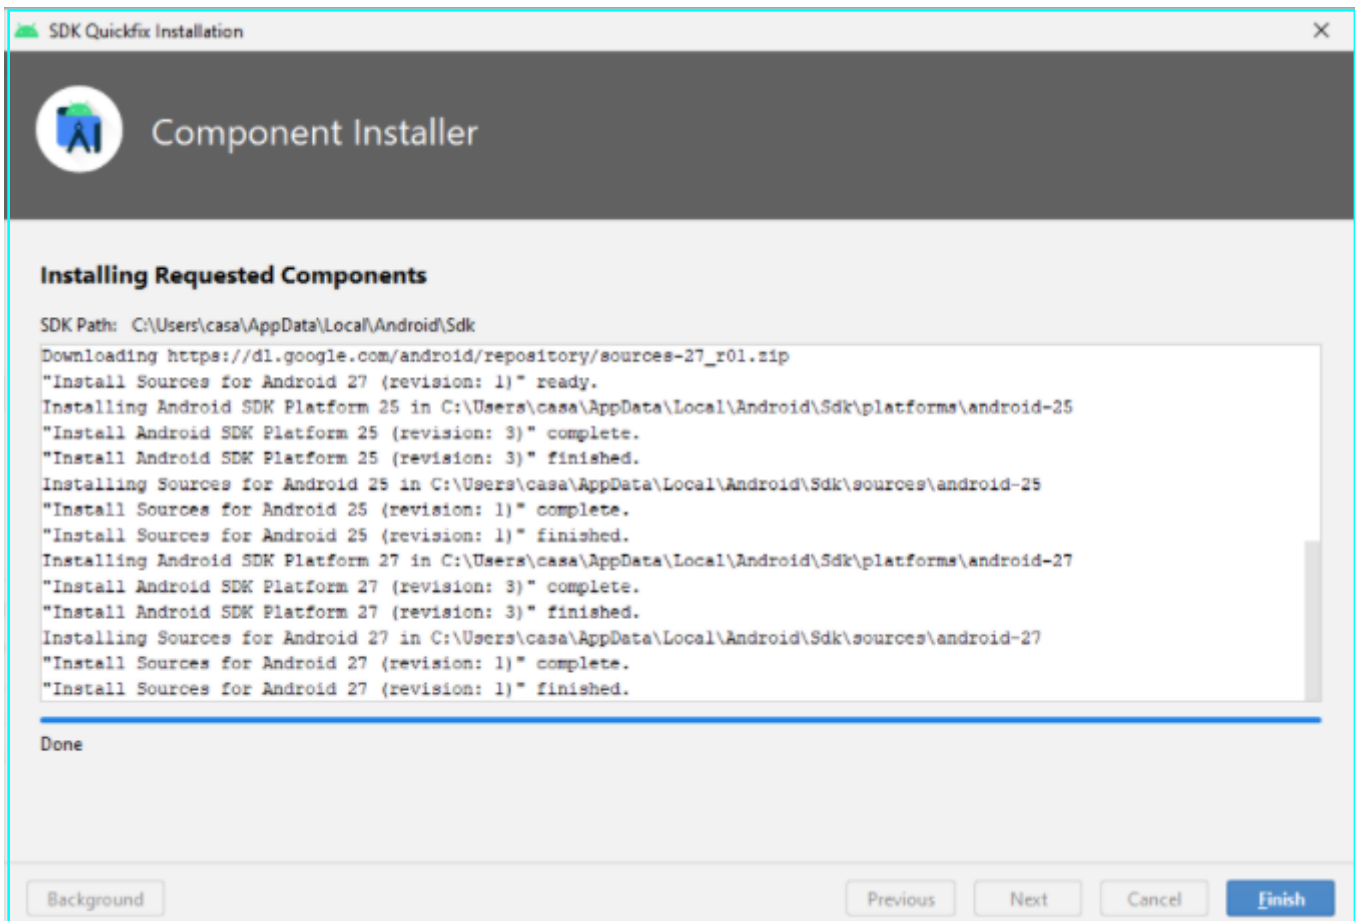 SDK Quickfix Installation
Component Installer
Installing Requested Components
SDK Path: C:\Users\casa\AppData\Local\Android\Sdk
Downloading https://dl.google.com/android/repository/sources-27_r01.zip
"Install Sources for Android 27 (revision: 1)" ready.
Installing Android SDK Platform 25 in C:\Users\casa\AppData\Local\Android\Sdk\platforms\android-25
"Install Android SDK Platform 25 (revision: 3)" complete.
"Install Android SDK Platform 25 (revision: 3)" finished.
Installing Sources for Android 25 in C:\Users\casa\AppData\Local\Android\Sdk\sources\android-25
"Install Sources for Android 25 (revision: 1)" complete.
"Install Sources for Android 25 (revision: 1)" finished.
Installing Android SDK Platform 27 in C:\Users\casa\AppData\Local\Android\Sdk\platforms\android-27
"Install Android SDK Platform 27 (revision: 3)" complete.
"Install Android SDK Platform 27 (revision: 3)" finished.
Installing Sources for Android 27 in C:\Users\casa\AppData\Local\Android\Sdk\sources\android-27
"Install Sources for Android 27 (revision: 1)" complete.
"Install Sources for Android 27 (revision: 1)" finished.
Done
Background Previous Next Cancel Finish